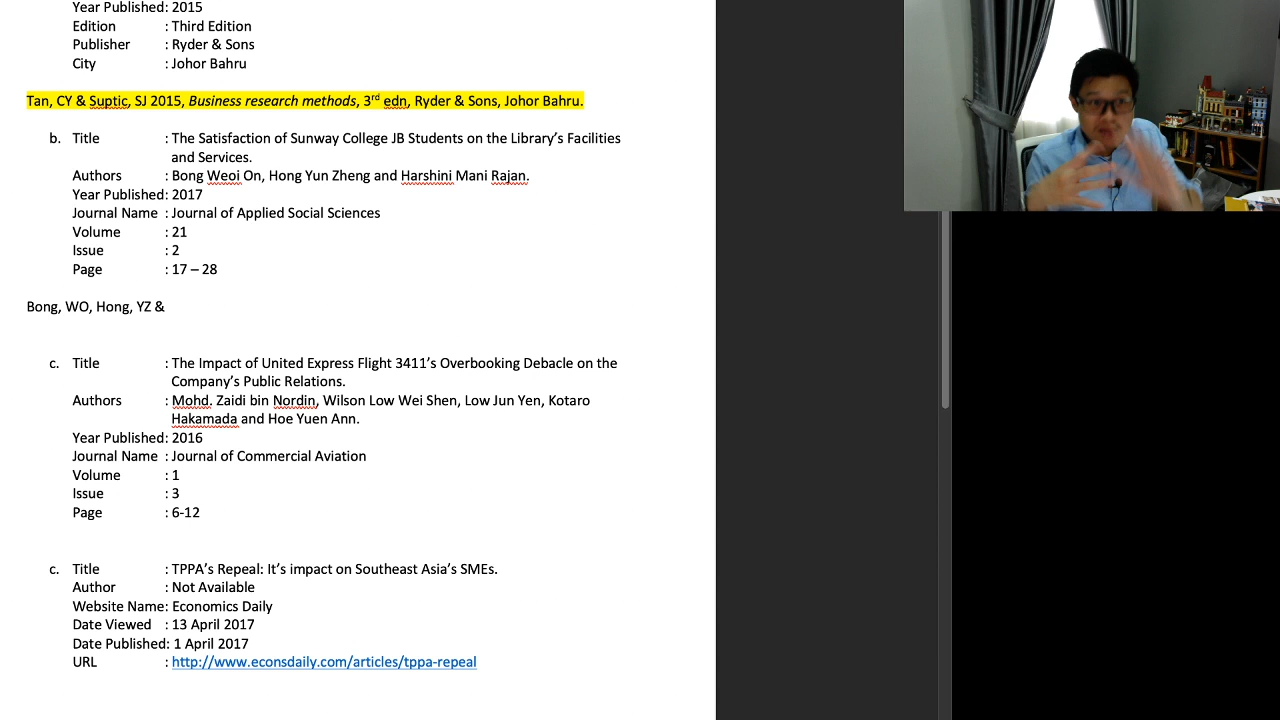 Year Published: 2015
Edition : Third Edition
Publisher : Ryder & Sons
City : Johor Bahru
Tan, CY & Suptic, SJ 2015, Business research methods, 3rd edn, Ryder & Sons, Johor Bahru.
b. Title : The Satisfaction of Sunway College JB Students on the Library’s Facilities
and Services.
Authors : Bong Weoi On, Hong Yun Zheng and Harshini Mani Rajan.
Year Published: 2017
Journal Name : Journal of Applied Social Sciences
Volume : 21
Issue : 2
Page : 17 – 28
Bong, WO, Hong, YZ &
c. Title : The Impact of United Express Flight 3411’s Overbooking Debacle on the
Company’s Public Relations.
Authors : Mohd. Zaidi bin Nordin, Wilson Low Wei Shen, Low Jun Yen, Kotaro
Hakamada and Hoe Yuen Ann.
Year Published: 2016
Journal Name : Journal of Commercial Aviation
Volume : 1
Issue : 3
Page : 6-12
c. Title : TPPA’s Repeal: It’s impact on Southeast Asia’s SMEs.
Author : Not Available
Website Name: Economics Daily
Date Viewed : 13 April 2017
Date Published: 1 April 2017
URL : http://www.econsdaily.com/articles/tppa-repeal